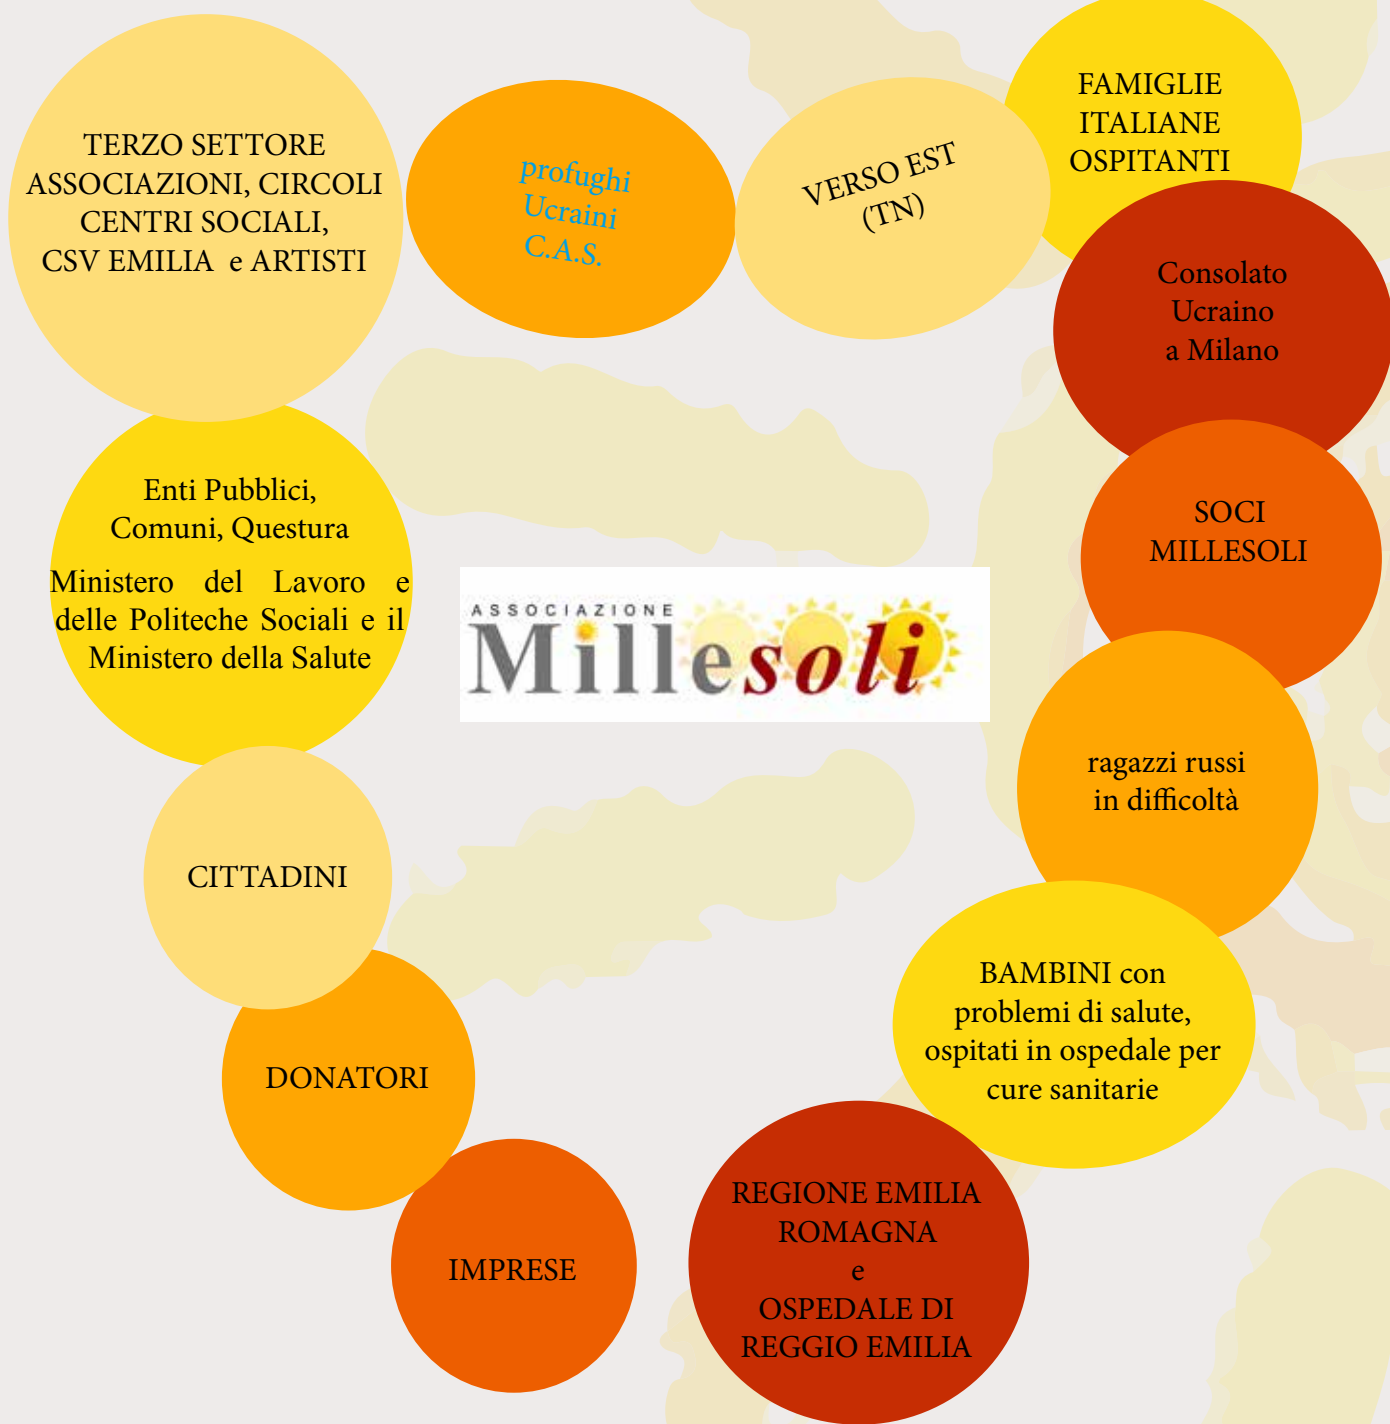 TERZO SETTORE
ASSOCIAZIONI, CIRCOLI
CENTRI SOCIALI,
CSV EMILIA e ARTISTI
profughi
Ucraini
C.A.S.
VERSO EST
(TN)
FAMIGLIE
ITALIANE
OSPITANTI
Consolato
Ucraino
a Milano
Enti Pubblici,
Comuni, Questura
Ministero del Lavoro e
delle Politeche Sociali e il
Ministero della Salute
SOCI
MILLESOLI
ASSOCIAZIONE
Millesoli
ragazzi russi
in difficoltà
CITTADINI
BAMBINI con
problemi di salute,
ospitati in ospedale per
cure sanitarie
DONATORI
IMPRESE
REGIONE EMILIA
ROMAGNA
e
OSPEDALE DI
REGGIO EMILIA